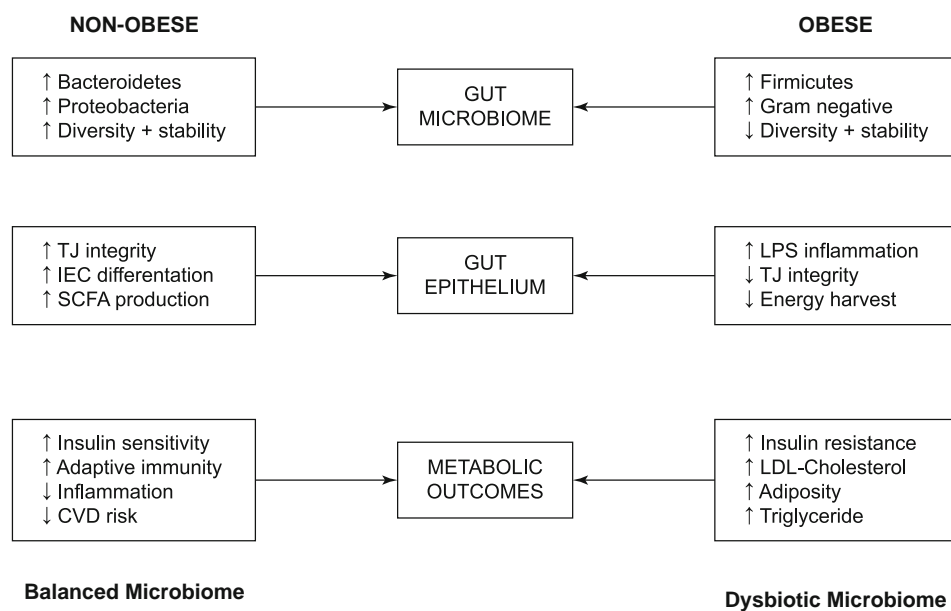 NON-OBESE
OBESE
↑ Bacteroidetes
↑ Proteobacteria
↑ Diversity + stability
GUT
MICROBIOME
↑ Firmicutes
↑ Gram negative
↓ Diversity + stability
↑ TJ integrity
↑ IEC differentation
↑ SCFA production
GUT
EPITHELIUM
↑ LPS inflammation
↓ TJ integrity
↓ Energy harvest
↑ Insulin sensitivity
↑ Adaptive immunity
↓ Inflammation
↓ CVD risk
METABOLIC
OUTCOMES
↑ Insulin resistance
↑ LDL-Cholesterol
↑ Adiposity
↑ Triglyceride
Balanced Microbiome
Dysbiotic Microbiome